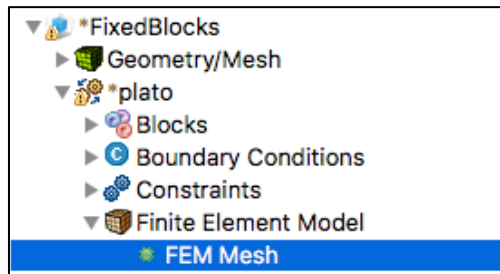 *FixedBlocks
Geometry/Mesh
*plato
Blocks
C Boundary Conditions
Constraints
Finite Element Model
FEM Mesh